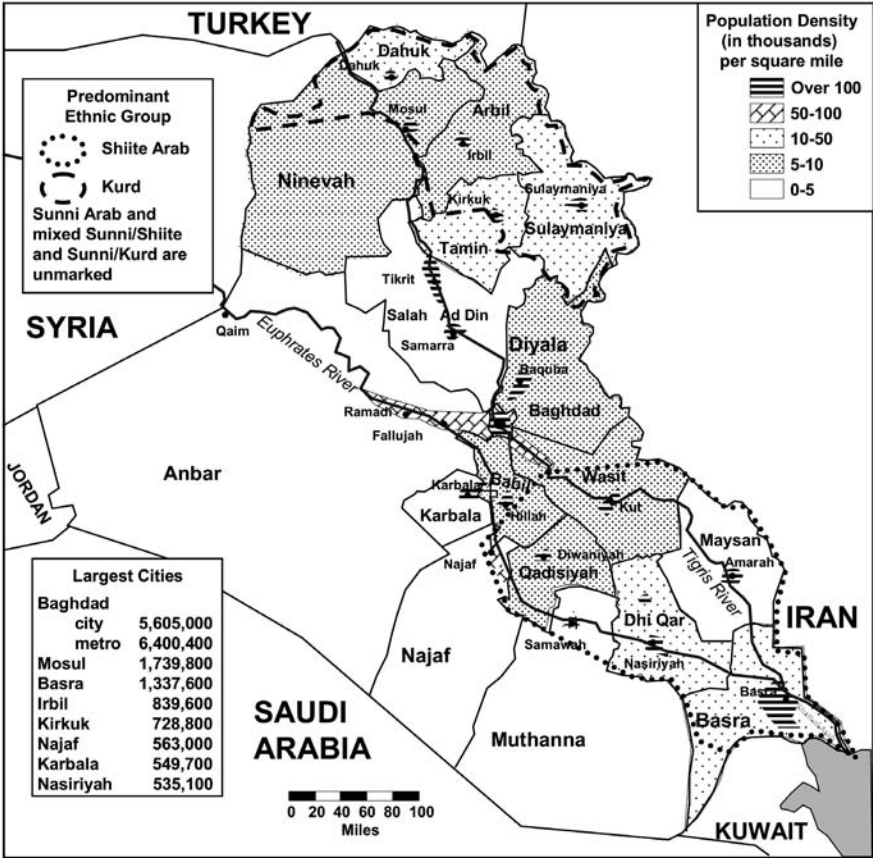 TURKEY
Population Density
(in thousands)
per square mile
Over 100
50-100
10-50
5-10
0-5
Predominant
Ethnic Group
Shiite Arab
Kurd
Sunni Arab and
mixed Sunni/Shiite
and Sunni/Kurd are
unmarked
Dahuk
Dahuk
Mosul
Arbil
Irbil
Ninevah
Kirkuk
Sulaymaniya
Sulaymaniya
Tamin
Tikrit
Salah Ad Din
Samarra
SYRIA
Qaim
Euphrates River
Diyala
Baquba
Baghdad
Ramadi
Fallujah
JORDAN
Anbar
Karbala
Karbala
Babil
Hillah
Wasit
Kut
Maysan
Amarah
Tigris River
Najaf
Diwaniyah
Qadisiyah
IRAN
Samawah
Dhi Qar
Nasiriyah
Najaf
Basra
Basra
SAUDI
ARABIA
Muthanna
Largest Cities
Baghdad
city 5,605,000
metro 6,400,400
Mosul 1,739,800
Basra 1,337,600
Irbil 839,600
Kirkuk 728,800
Najaf 563,000
Karbala 549,700
Nasiriyah 535,100
0 20 40 60 80 100
Miles
KUWAIT